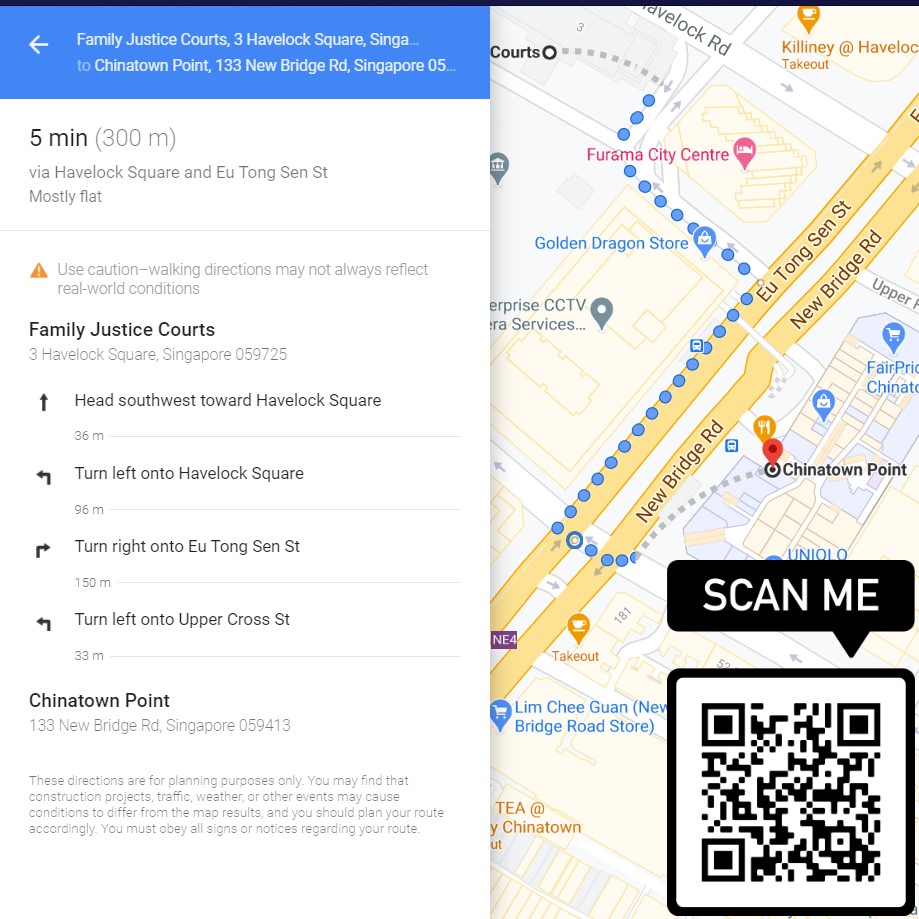 Family Justice Courts, 3 Havelock Square, Singa...
to Chinatown Point, 133 New Bridge Rd, Singapore 05...
5 min (300 m)
via Havelock Square and Eu Tong Sen St
Mostly flat
Use caution–walking directions may not always reflect
real-world conditions
Family Justice Courts
3 Havelock Square, Singapore 059725
Head southwest toward Havelock Square
36 m
Turn left onto Havelock Square
96 m
Turn right onto Eu Tong Sen St
150 m
Turn left onto Upper Cross St
33 m
Chinatown Point
133 New Bridge Rd, Singapore 059413
These directions are for planning purposes only. You may find that
construction projects, traffic, weather, or other events may cause
conditions to differ from the map results, and you should plan your route
accordingly. You must obey all signs or notices regarding your route.
3
Havelock Rd
Courts
Killiney @ Haveloc
Takeout
Furama City Centre
Golden Dragon Store
Eu Tong Sen St
New Bridge Rd
Upper
erprise CCTV
era Services...
FairPric
Chinato
New Bridge Rd
Chinatown Point
UNIQLO
SCAN ME
181
NE4
Takeout
52
Lim Chee Guan (New
Bridge Road Store)
TEA @
y Chinatown
ut